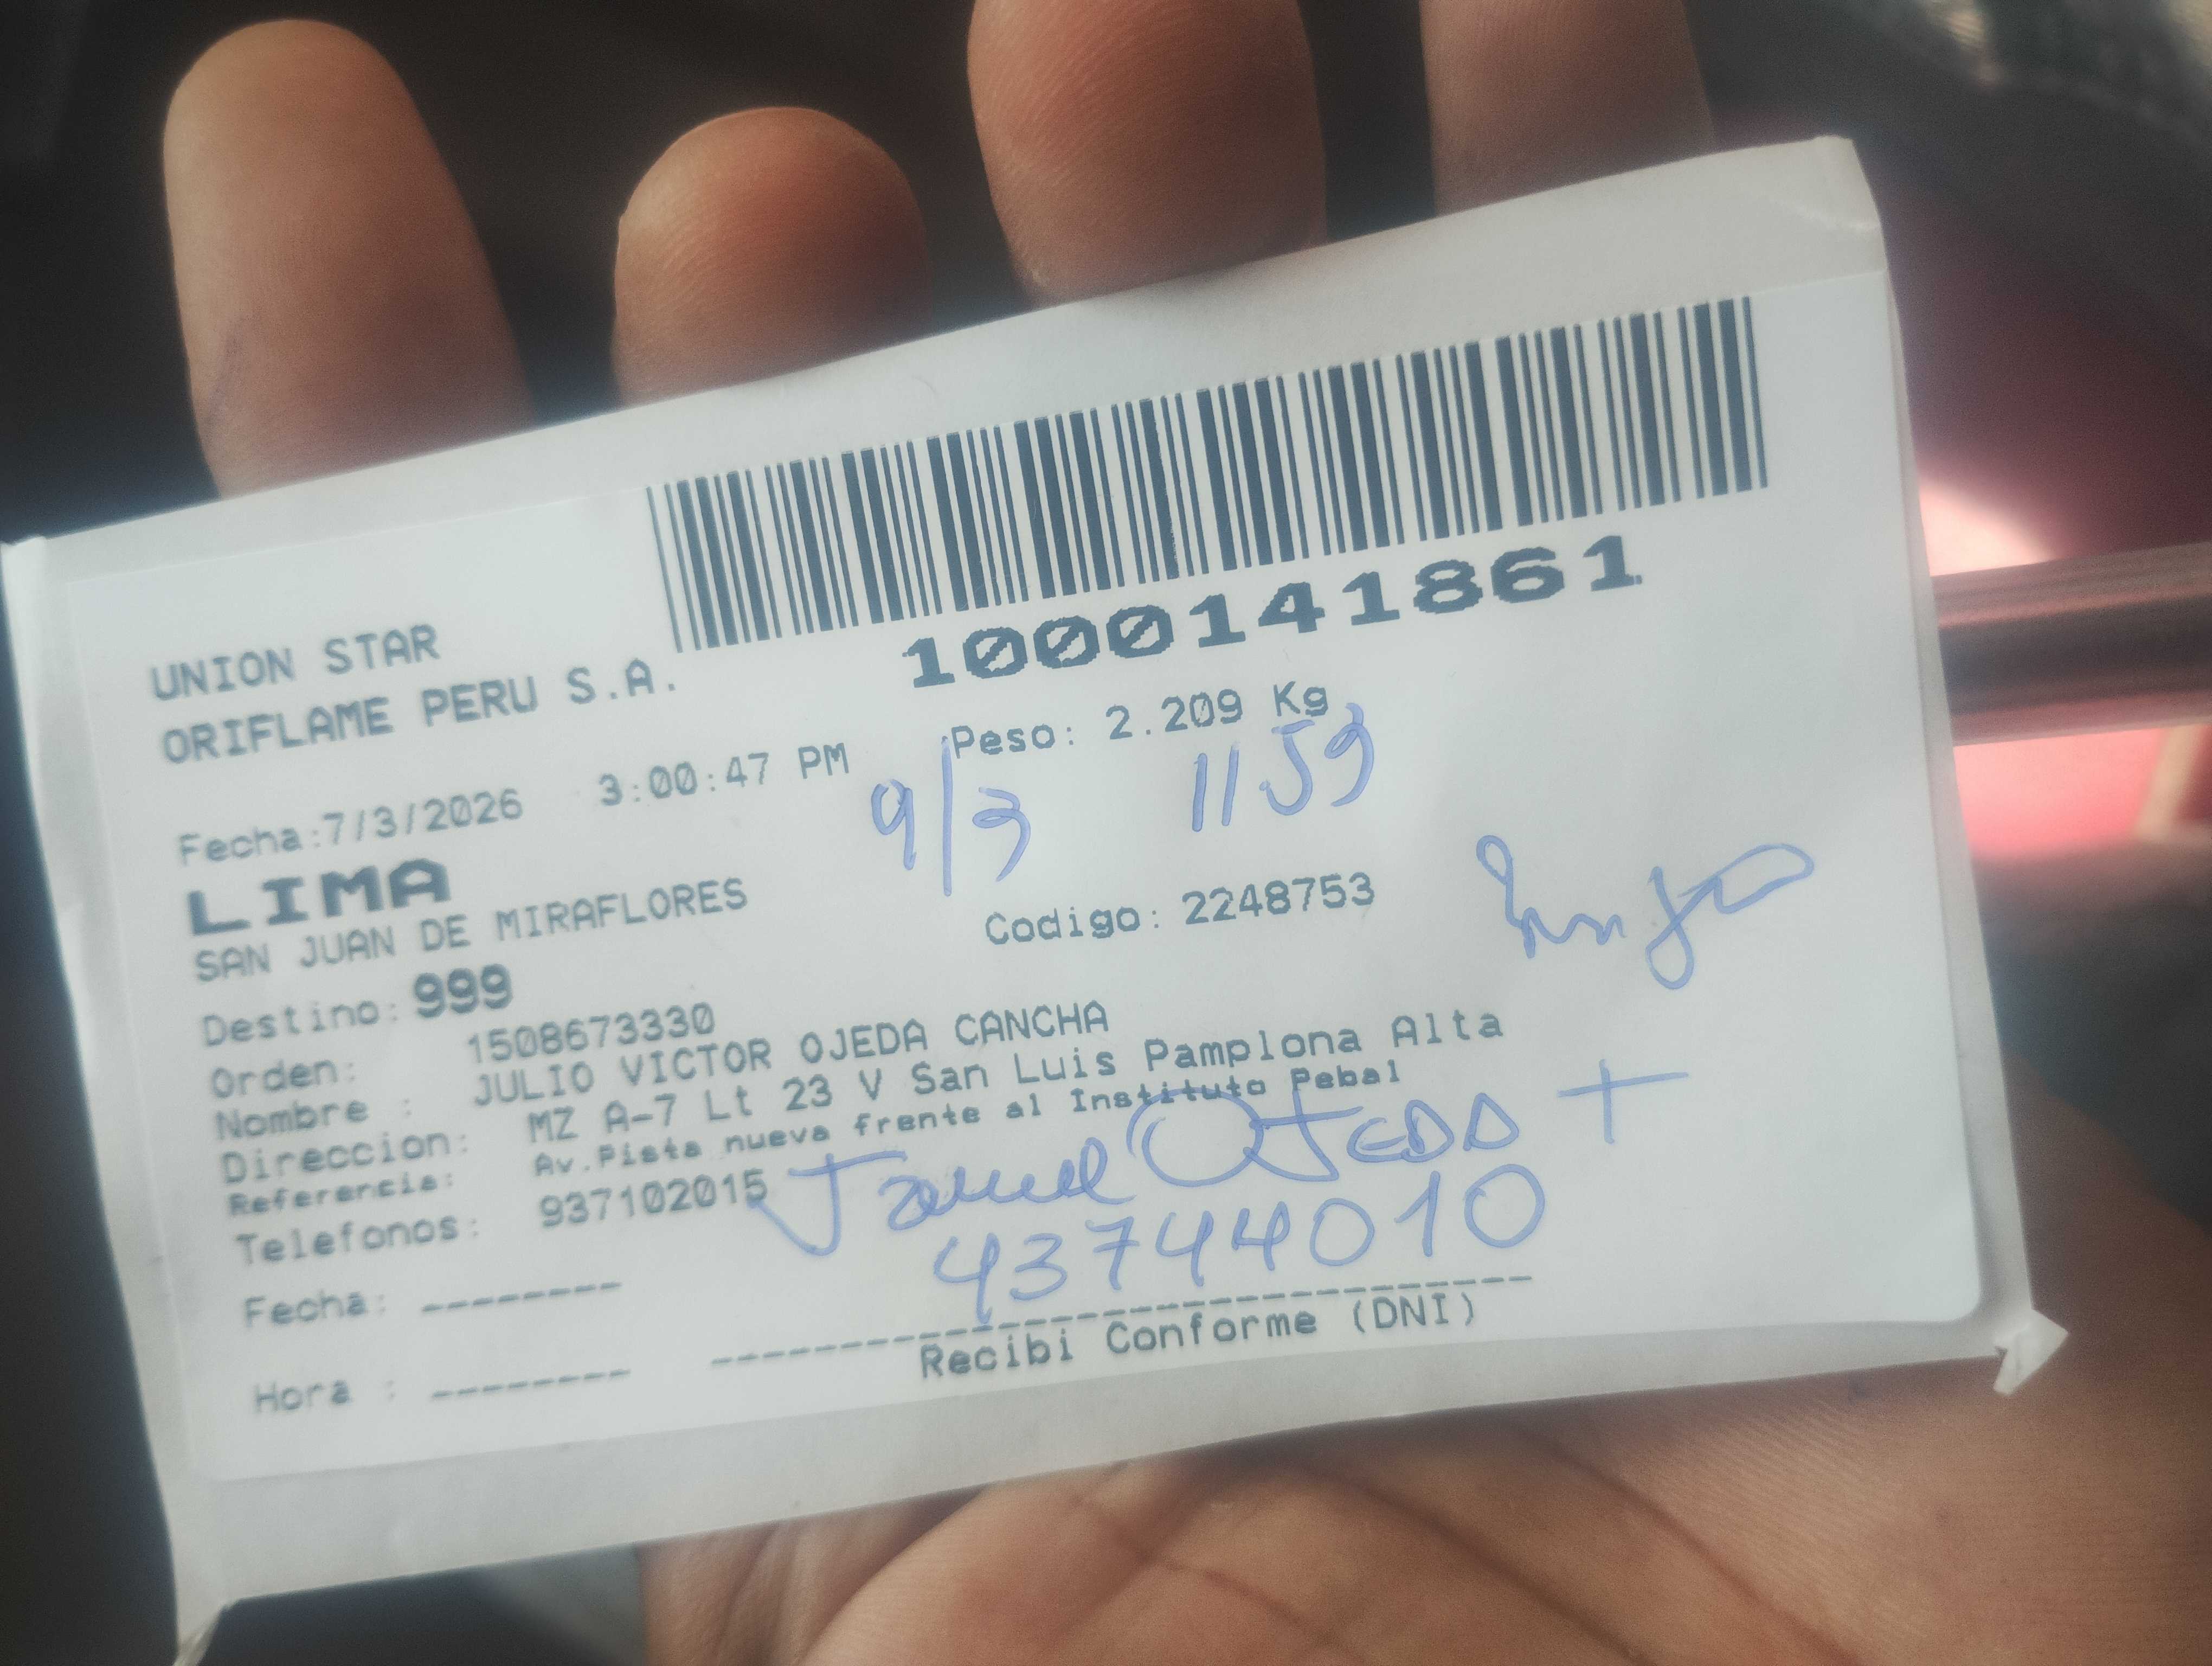 1000141861
UNION STAR
ORIFLAME PERU S.A.
Peso: 2.209 Kg
Fecha:7/3/2026 3:00:47 PM
9/3 11 59
LIMA
SAN JUAN DE MIRAFLORES
Codigo: 2248753
Destino: 999
Orden: 1508673330
Nombre : JULIO VICTOR OJEDA CANCHA
Direccion: MZ A-7 Lt 23 V San Luis Pamplona Alta
Referencia: Av.Pista nueva frente al Instituto Pebal
Telefonos: 937102015
OJEDA +
43744010
Fecha: --------
Recibi Conforme (DNI)
Hora : --------